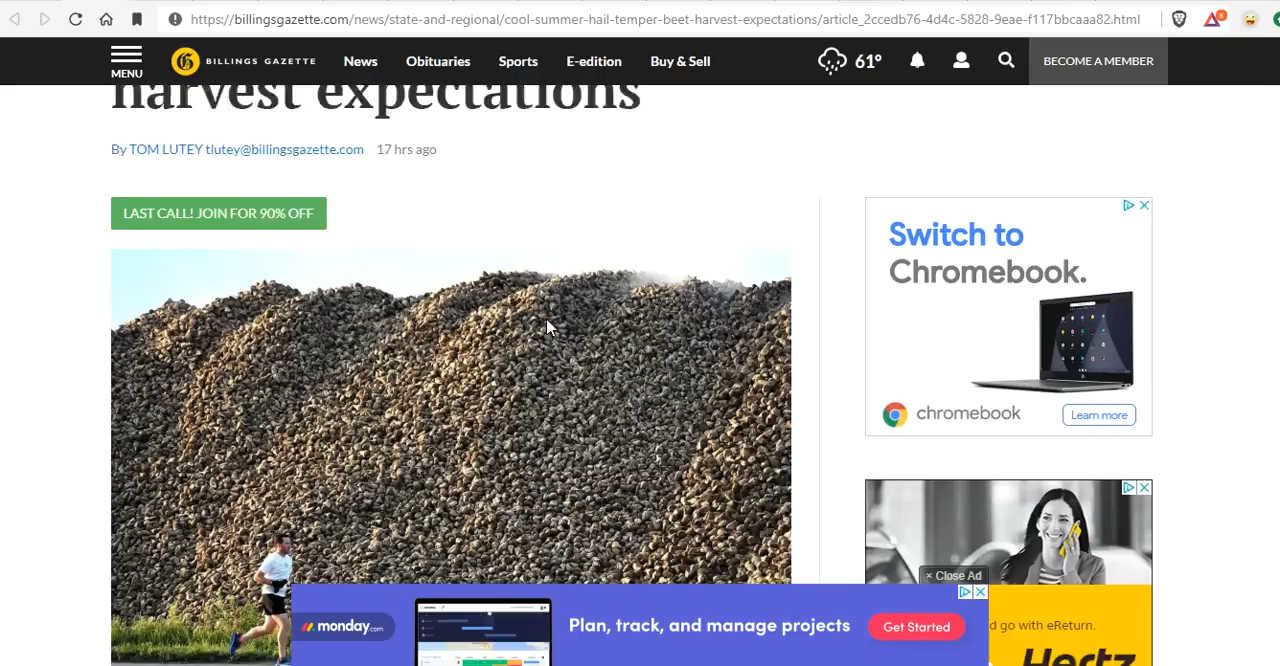 https://billingsgazette.com/news/state-and-regional/cool-summer-hail-temper-beet-harvest-expectations/article_2ccedb76-4d4c-5828-9eae-f117bbcaaa82.html
6
MENU
G
BILLINGS GAZETTE
News
Obituaries
Sports
E-edition
Buy & Sell
61°
BECOME A MEMBER
harvest expectations
By TOM LUTEY tlutey@billingsgazette.com 17 hrs ago
LAST CALL! JOIN FOR 90% OFF
Switch to
Chromebook.
chromebook
Learn more
× Close Ad
monday.com
Plan, track, and manage projects
Get Started
d go with eReturn.
Hertz